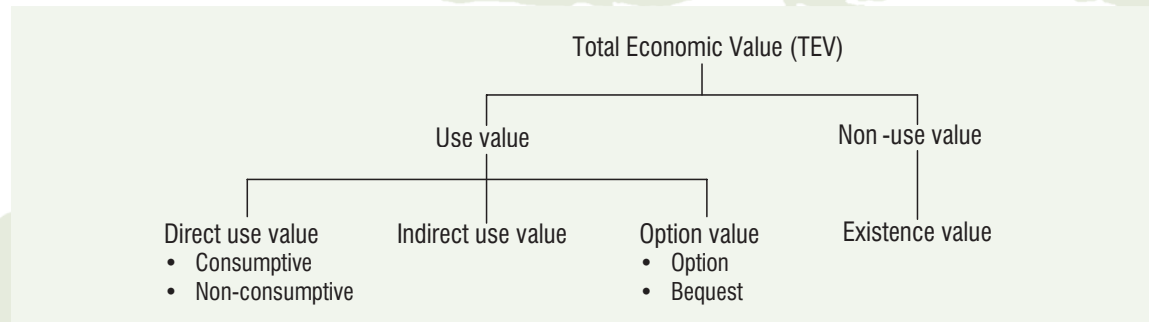 Total Economic Value (TEV)
Use value
Non -use value
Direct use value
• Consumptive
• Non-consumptive
Indirect use value
Option value
• Option
• Bequest
Existence value